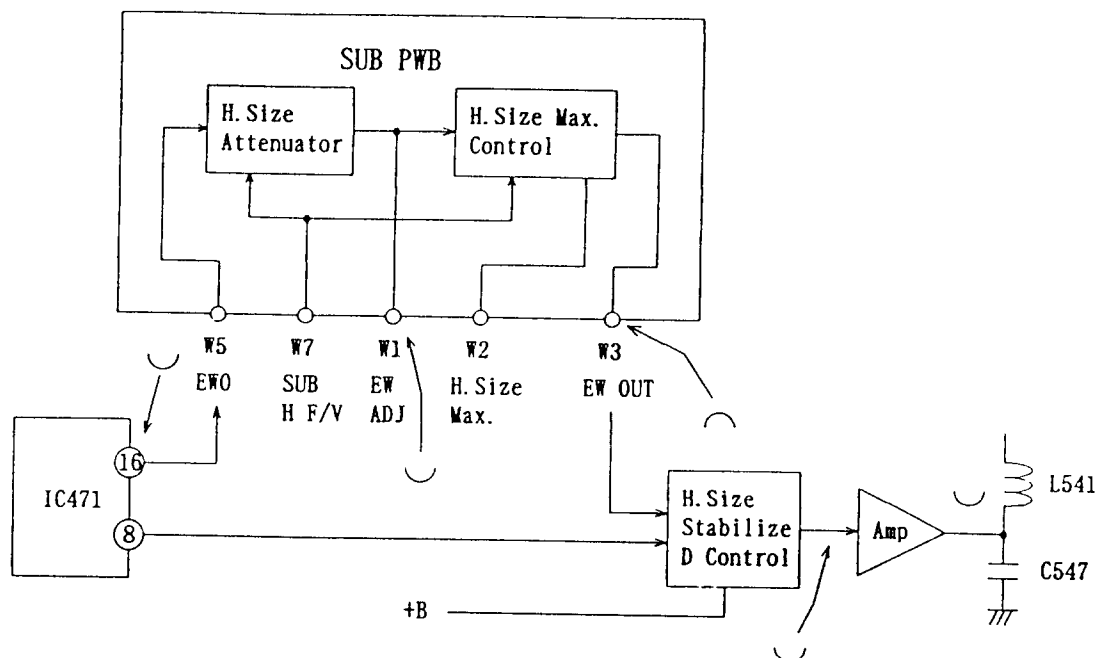 SUB PWB
H.Size
Attenuator
H.Size Max.
Control
W5
W7
W1
W2
W3
EWO
SUB
H F/V
EW
ADJ
H.Size
Max.
EW OUT
IC471
16
8
H.Size
Stabilize
D Control
+B
Amp
L541
C547